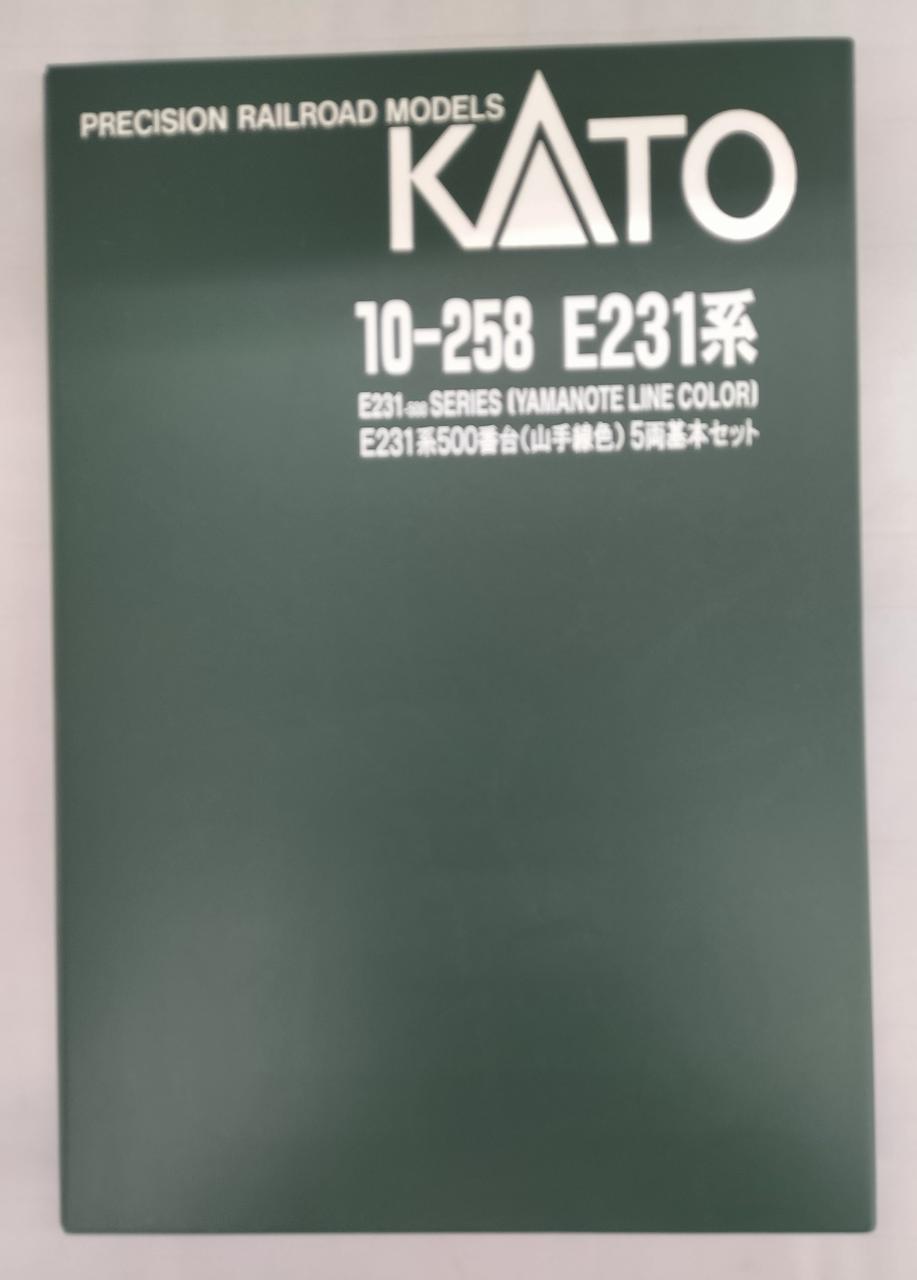 PRECISION RAILROAD MODELS
KATO
10-258 E231系
E231-500 SERIES (YAMANOTE LINE COLOR)
E231系500番台(山手線色) 5両基本セット